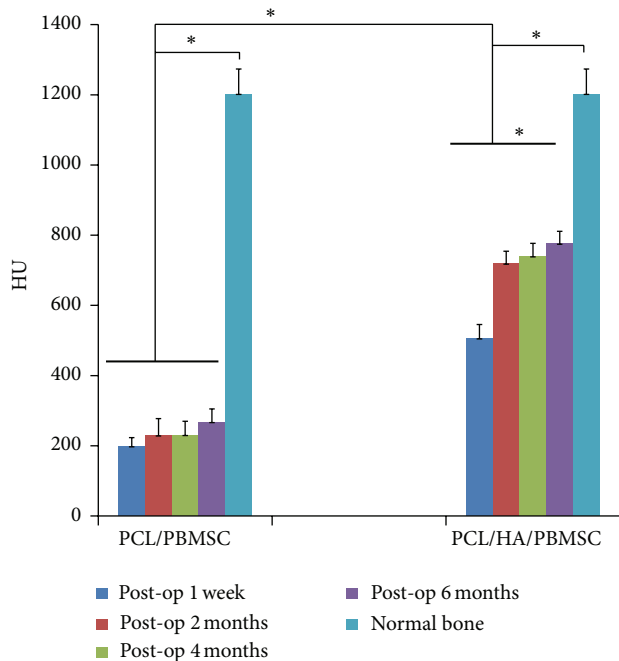 *
*
*
*
1400
1200
1000
800
600
400
200
0
HU
PCL/PBMSC
PCL/HA/PBMSC
Post-op 1 week
Post-op 2 months
Post-op 4 months
Post-op 6 months
Normal bone